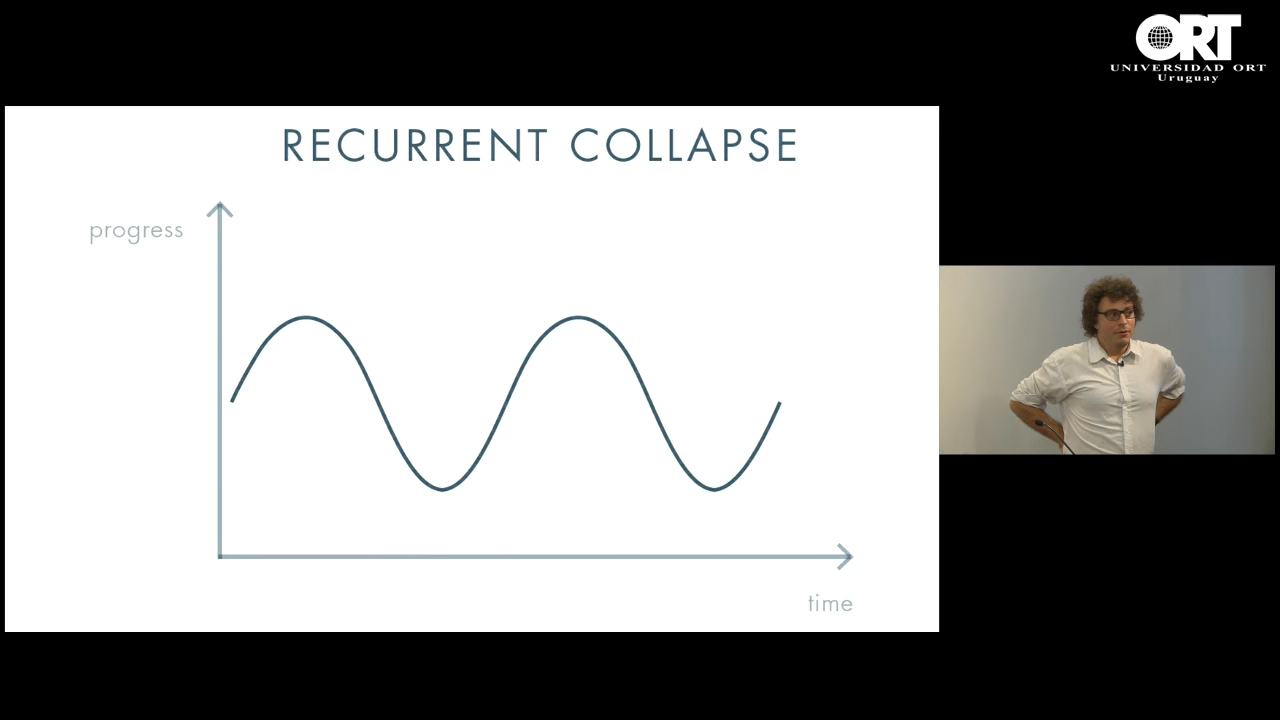 ORT
UNIVERSIDAD ORT
Uruguay
RECURRENT COLLAPSE
progress
time